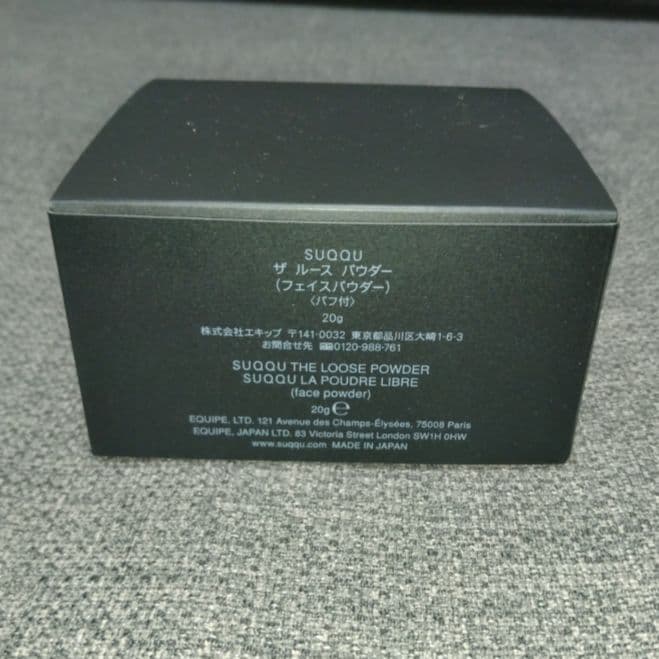 SUQQU
ザ ルース パウダー
（フェイスパウダー）
〈パフ付〉
20g
株式会社エキップ 〒141-0032 東京都品川区大崎1-6-3
お問合せ先 0120-988-761
SUQQU THE LOOSE POWDER
SUQQU LA POUDRE LIBRE
(face powder)
20g℮
EQUIPE, LTD. 121 Avenue des Champs-Élysées, 75008 Paris
EQUIPE, JAPAN LTD. 83 Victoria Street London SW1H 0HW
www.suqqu.com MADE IN JAPAN